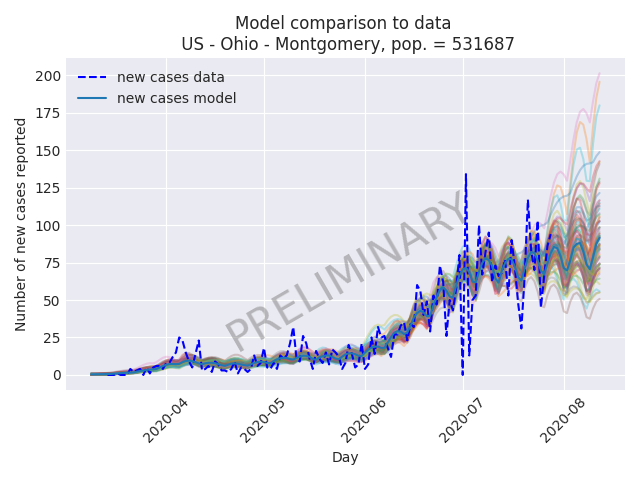 Model comparison to data
US - Ohio - Montgomery, pop. = 531687
new cases data
new cases model
PRELIMINARY
Number of new cases reported
200
175
150
125
100
75
50
25
0
2020-04
2020-05
2020-06
2020-07
2020-08
Day